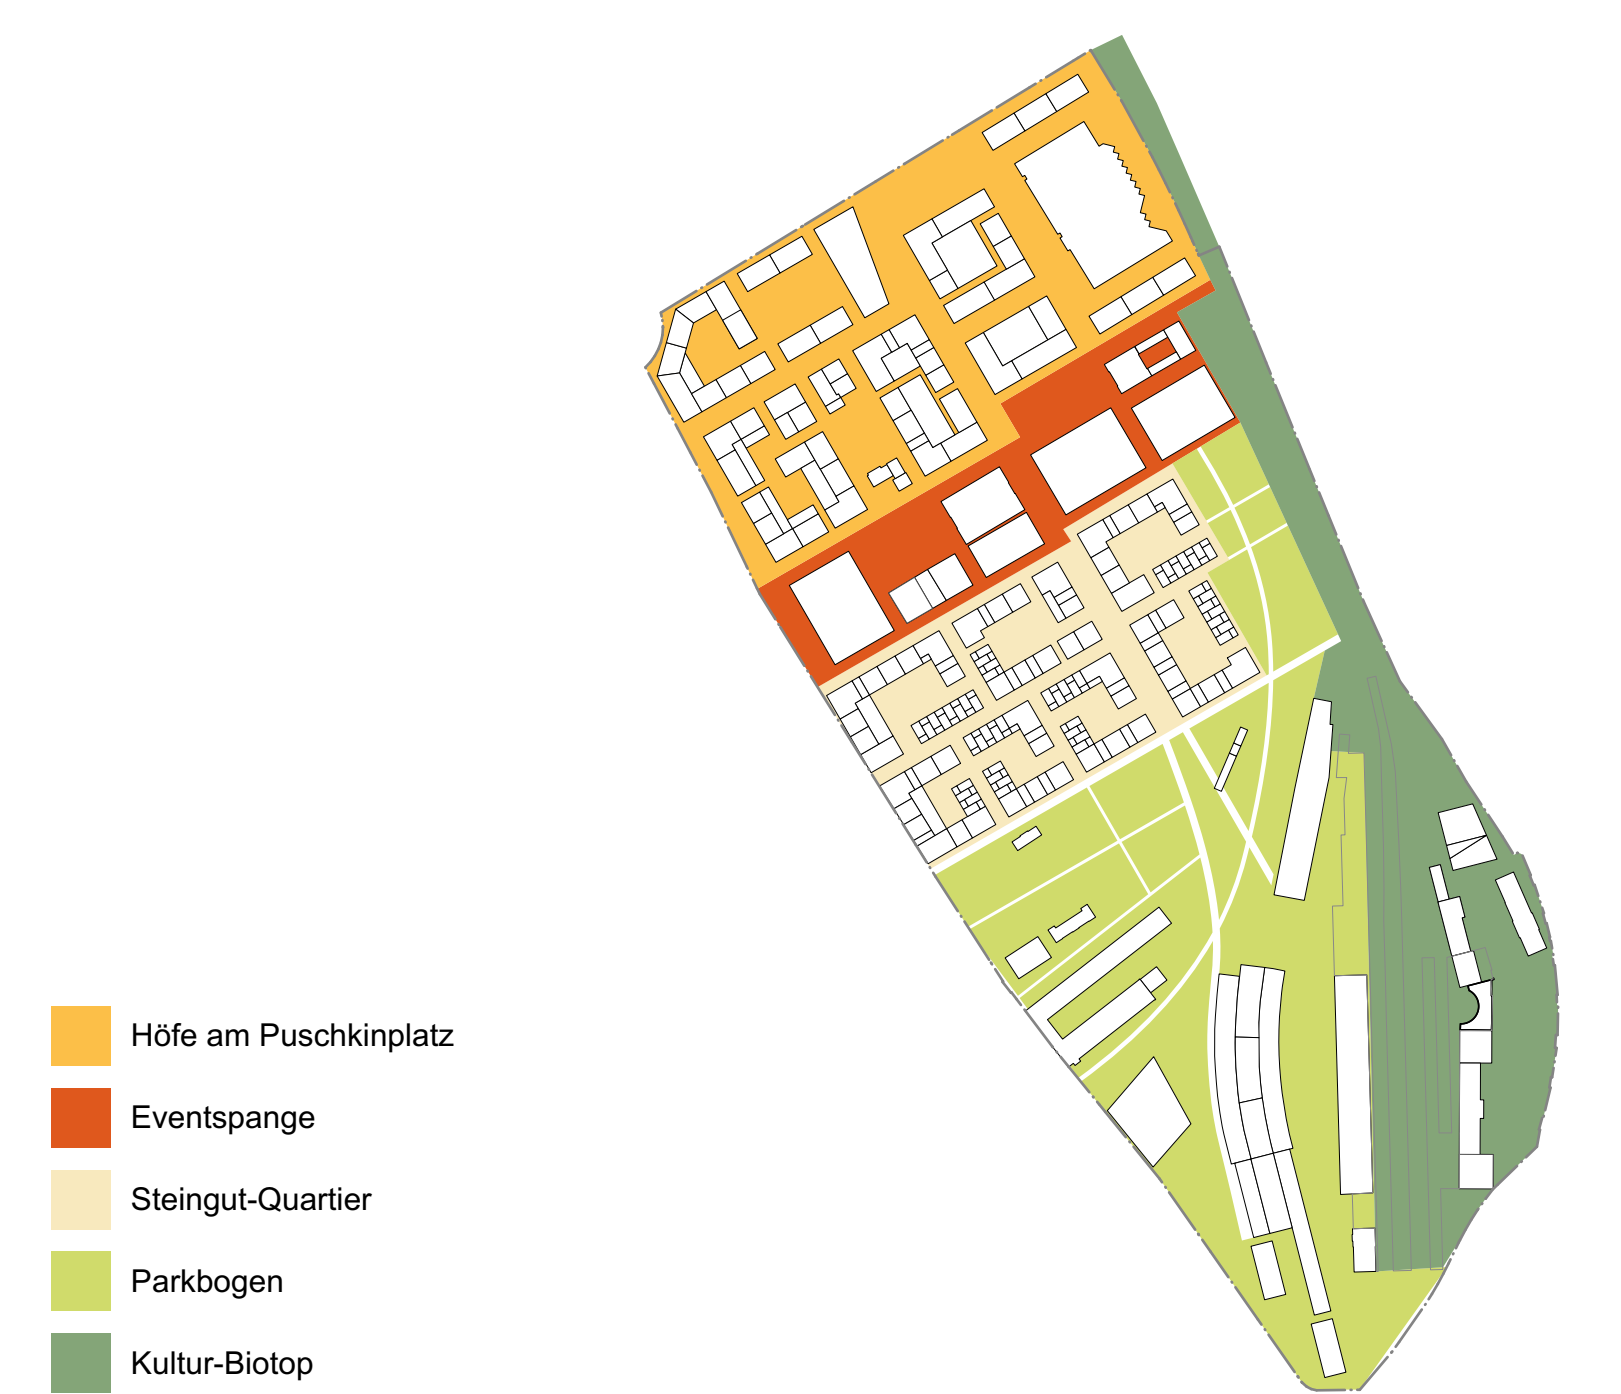 Höfe am Puschkinplatz
Eventspange
Steingut-Quartier
Parkbogen
Kultur-Biotop